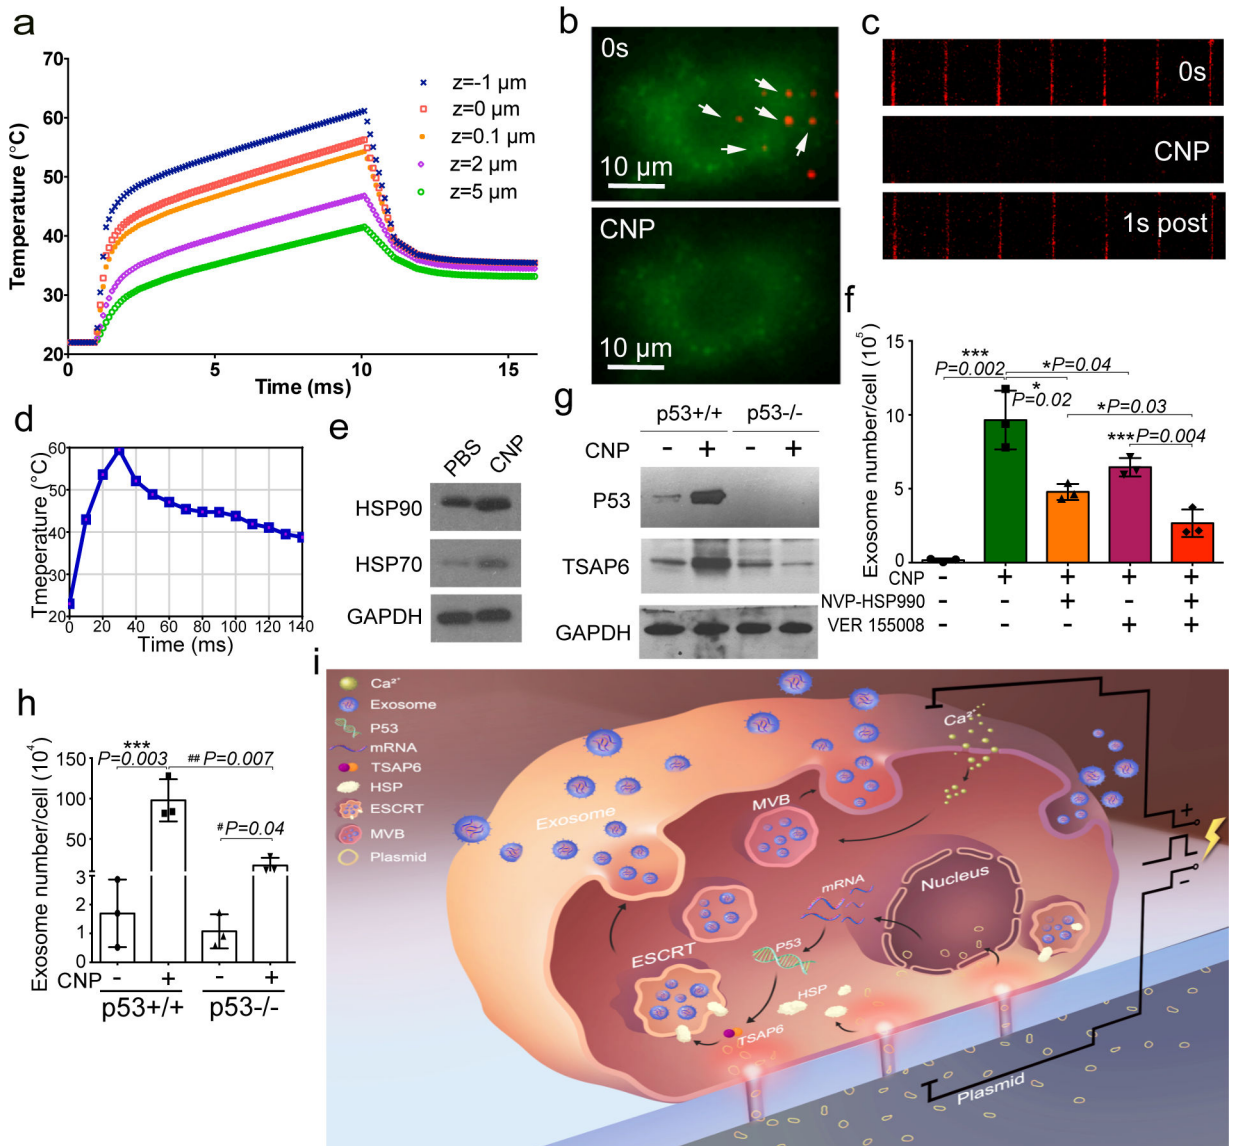 a
70
60
50
40
30
20
Temperature (°C)
0
5
10
15
Time (ms)
z=-1 µm
z=0 µm
z=0.1 µm
z=2 µm
z=5 µm
b
0s
10 µm
CNP
10 µm
c
0s
CNP
1s post
d
60
50
40
30
20
Tmeperature (°C)
0 20 40 60 80 100 120 140
Time (ms)
e
PBS CNP
HSP90
HSP70
GAPDH
g
p53+/+ p53-/-
CNP - + - +
P53
TSAP6
GAPDH
f
Exosome number/cell (10⁵)
15
10
5
0
***
P=0.002
*P=0.04
*
P=0.02
*P=0.03
***P=0.004
CNP - + + + +
NVP-HSP990 - - + - +
VER 155008 - - - + +
h
Exosome number/cell (10⁴)
150
100
50
3
2
1
0
***
P=0.003
## P=0.007
#P=0.04
CNP - + - +
p53+/+ p53-/-
i
Ca²⁺
Exosome
P53
mRNA
TSAP6
HSP
ESCRT
MVB
Plasmid
Ca²⁺
Exosome
MVB
mRNA
Nucleus
P53
ESCRT
HSP
TSAP6
Plasmid
+
-